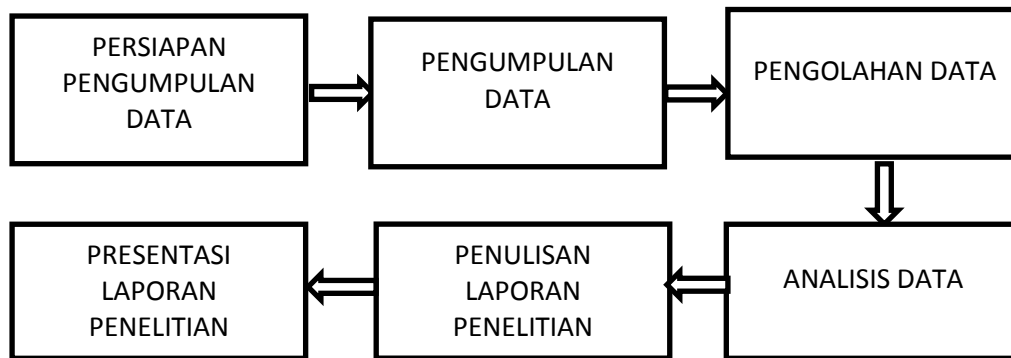 PERSIAPAN
PENGUMPULAN
DATA
PENGUMPULAN
DATA
PENGOLAHAN DATA
ANALISIS DATA
PENULISAN
LAPORAN
PENELITIAN
PRESENTASI
LAPORAN
PENELITIAN